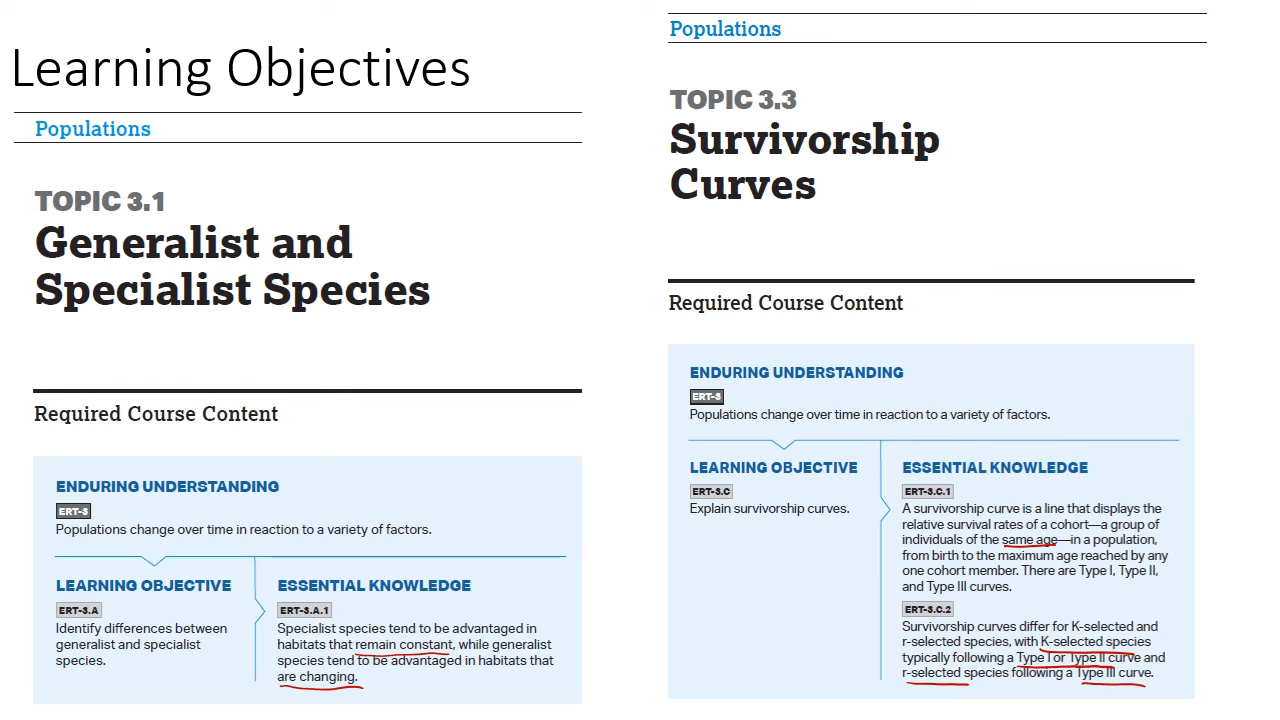 Learning Objectives
Populations
TOPIC 3.1
Generalist and
Specialist Species
Required Course Content
ENDURING UNDERSTANDING
ERT-3
Populations change over time in reaction to a variety of factors.
LEARNING OBJECTIVE
ERT-3.A
Identify differences between
generalist and specialist
species.
ESSENTIAL KNOWLEDGE
ERT-3.A.1
Specialist species tend to be advantaged in
habitats that remain constant, while generalist
species tend to be advantaged in habitats that
are changing.
Populations
TOPIC 3.3
Survivorship
Curves
Required Course Content
ENDURING UNDERSTANDING
ERT-3
Populations change over time in reaction to a variety of factors.
LEARNING OBJECTIVE
ERT-3.C
Explain survivorship curves.
ESSENTIAL KNOWLEDGE
ERT-3.C.1
A survivorship curve is a line that displays the
relative survival rates of a cohort—a group of
individuals of the same age—in a population,
from birth to the maximum age reached by any
one cohort member. There are Type I, Type II,
and Type III curves.
ERT-3.C.2
Survivorship curves differ for K-selected and
r-selected species, with K-selected species
typically following a Type I or Type II curve and
r-selected species following a Type III curve.